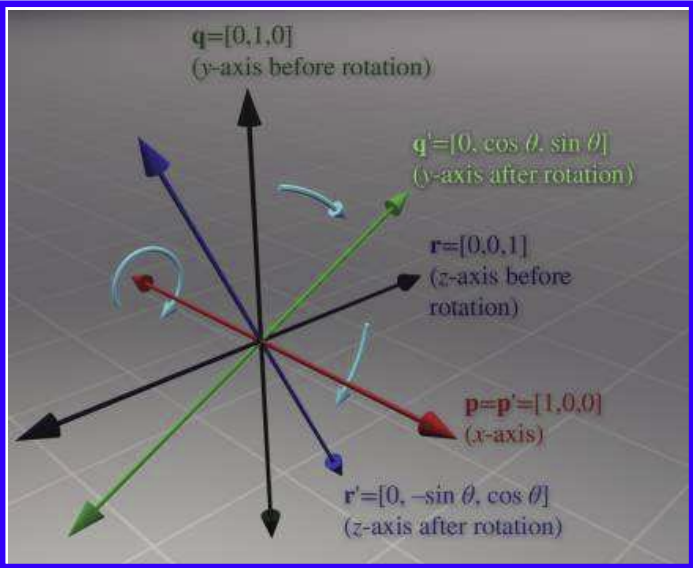 q=[0,1,0]
(y-axis before rotation)
q'=[0, cos θ, sin θ]
(y-axis after rotation)
r=[0,0,1]
(z-axis before
rotation)
p=p'=[1,0,0]
(x-axis)
r'=[0, –sin θ, cos θ]
(z-axis after rotation)